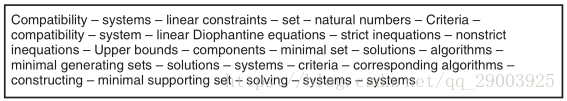 Compatibility – systems – linear constraints – set – natural numbers – Criteria –
compatibility – system – linear Diophantine equations – strict inequations – nonstrict
inequations – Upper bounds – components – minimal set – solutions – algorithms –
minimal generating sets – solutions – systems – criteria – corresponding algorithms –
constructing – minimal supporting set – solving – systems – systems